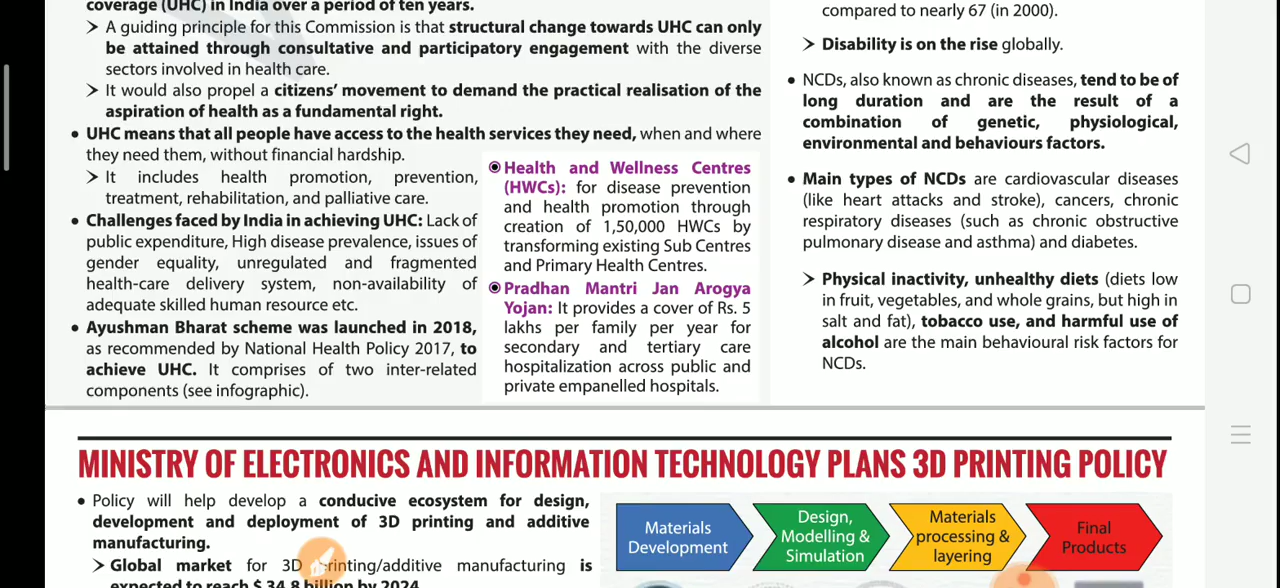 coverage (UHC) in India over a period of ten years.
➢ A guiding principle for this Commission is that structural change towards UHC can only
be attained through consultative and participatory engagement with the diverse
sectors involved in health care.
➢ It would also propel a citizens' movement to demand the practical realisation of the
aspiration of health as a fundamental right.
• UHC means that all people have access to the health services they need, when and where
they need them, without financial hardship.
➢ It includes health promotion, prevention,
treatment, rehabilitation, and palliative care.
• Challenges faced by India in achieving UHC: Lack of
public expenditure, High disease prevalence, issues of
gender equality, unregulated and fragmented
health-care delivery system, non-availability of
adequate skilled human resource etc.
• Ayushman Bharat scheme was launched in 2018,
as recommended by National Health Policy 2017, to
achieve UHC. It comprises of two inter-related
components (see infographic).
Health and Wellness Centres
(HWCs): for disease prevention
and health promotion through
creation of 1,50,000 HWCs by
transforming existing Sub Centres
and Primary Health Centres.
Pradhan Mantri Jan Arogya
Yojan: It provides a cover of Rs. 5
lakhs per family per year for
secondary and tertiary care
hospitalization across public and
private empanelled hospitals.
compared to nearly 67 (in 2000).
➢ Disability is on the rise globally.
• NCDs, also known as chronic diseases, tend to be of
long duration and are the result of a
combination of genetic, physiological,
environmental and behaviours factors.
• Main types of NCDs are cardiovascular diseases
(like heart attacks and stroke), cancers, chronic
respiratory diseases (such as chronic obstructive
pulmonary disease and asthma) and diabetes.
➢ Physical inactivity, unhealthy diets (diets low
in fruit, vegetables, and whole grains, but high in
salt and fat), tobacco use, and harmful use of
alcohol are the main behavioural risk factors for
NCDs.
MINISTRY OF ELECTRONICS AND INFORMATION TECHNOLOGY PLANS 3D PRINTING POLICY
• Policy will help develop a conducive ecosystem for design,
development and deployment of 3D printing and additive
manufacturing.
➢ Global market for 3D printing/additive manufacturing is
expected to reach $ 34.8 billion by 2024.
Materials
Development
Design,
Modelling &
Simulation
Materials
processing &
layering
Final
Products